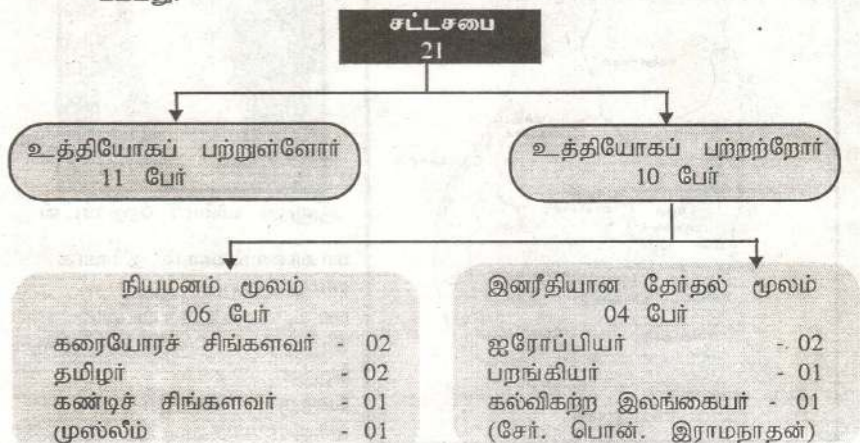 சட்டசபை
21
உத்தியோகப் பற்றுள்ளோர்
11 பேர்
உத்தியோகப் பற்றற்றோர்
10 பேர்
நியமனம் மூலம்
06 பேர்
கரையோரச் சிங்களவர் - 02
தமிழர் - 02
கண்டிச் சிங்களவர் - 01
முஸ்லீம் - 01
இனரீதியான தேர்தல் மூலம்
04 பேர்
ஐரோப்பியர் - 02
பறங்கியர் - 01
கல்விகற்ற இலங்கையர் - 01
(சேர். பொன். இராமநாதன்)